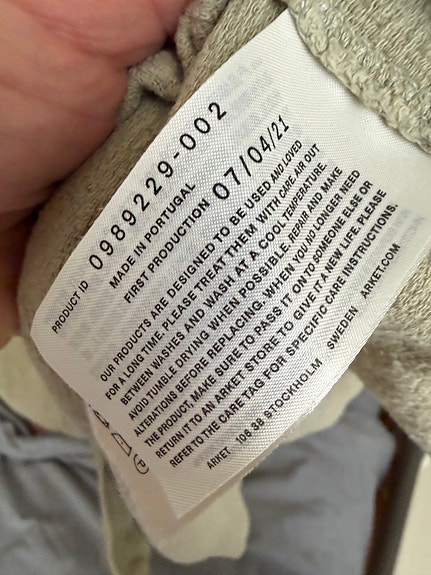 PRODUCT ID 0989229-002
MADE IN PORTUGAL
FIRST PRODUCTION 07/04/21
OUR PRODUCTS ARE DESIGNED TO BE USED AND LOVED
FOR A LONG TIME. PLEASE TREAT THEM WITH CARE, AIR OUT
BETWEEN WASHES AND WASH AT A COOL TEMPERATURE.
AVOID TUMBLE DRYING WHEN POSSIBLE. REPAIR AND MAKE
ALTERATIONS BEFORE REPLACING. WHEN YOU NO LONGER NEED
THE PRODUCT, MAKE SURE TO PASS IT ON TO SOMEONE ELSE OR
RETURN IT TO AN ARKET STORE TO GIVE IT A NEW LIFE. PLEASE
REFER TO THE CARE TAG FOR SPECIFIC CARE INSTRUCTIONS.
ARKET 106 38 STOCKHOLM SWEDEN ARKET.COM
P